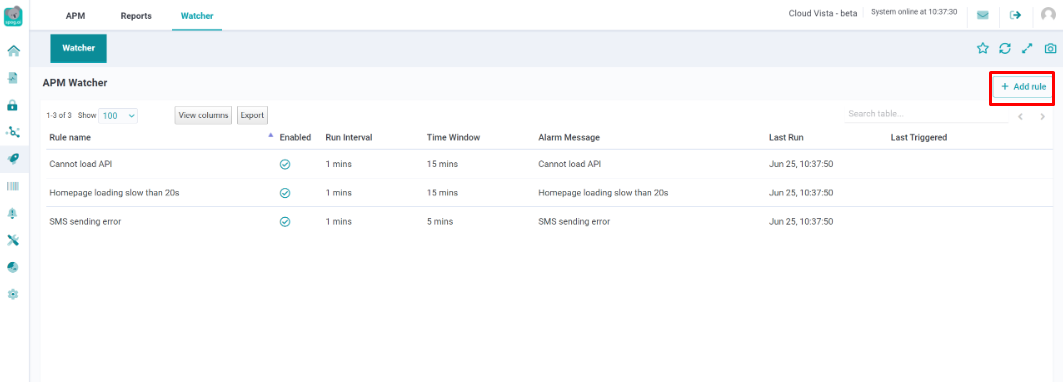 APM Reports Watcher Cloud Vista - beta System online at 10:37:30
Watcher
APM Watcher
+ Add rule
1-3 of 3 Show 100 View columns Export Search table...
Rule name Enabled Run Interval Time Window Alarm Message Last Run Last Triggered
Cannot load API 1 mins 15 mins Cannot load API Jun 25, 10:37:50
Homepage loading slow than 20s 1 mins 15 mins Homepage loading slow than 20s Jun 25, 10:37:50
SMS sending error 1 mins 5 mins SMS sending error Jun 25, 10:37:50